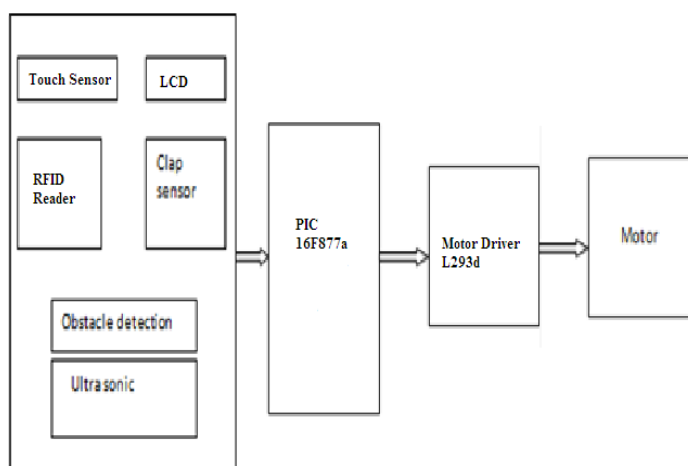 Touch Sensor
LCD
RFID
Reader
Clap
sensor
Obstacle detection
Ultrasonic
PIC
16F877a
Motor Driver
L293d
Motor